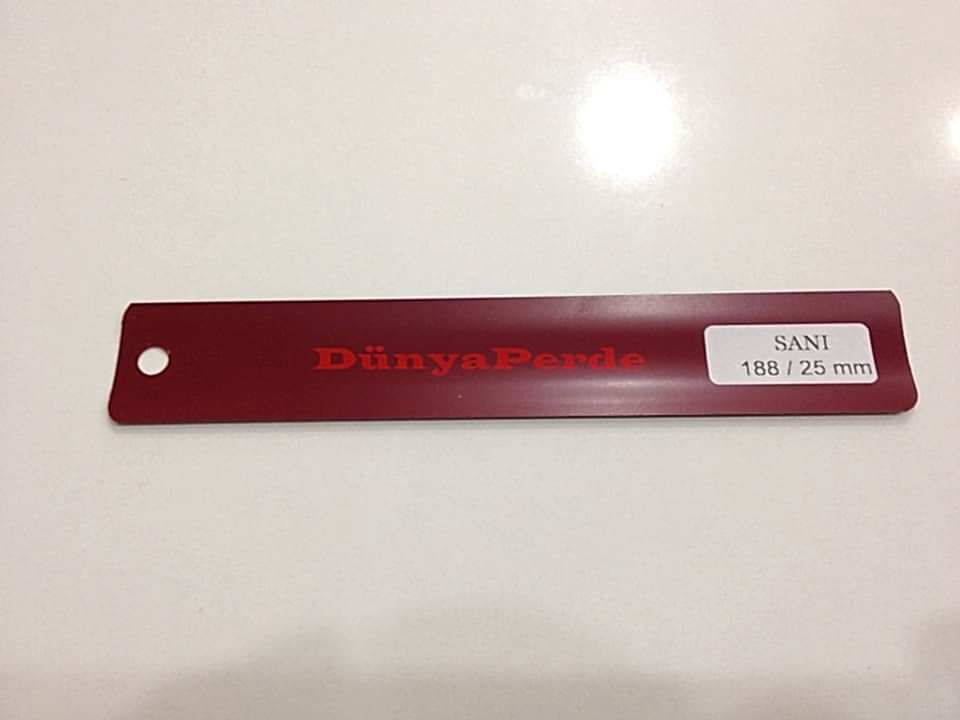 DünyaPerde
SANI
188 / 25 mm